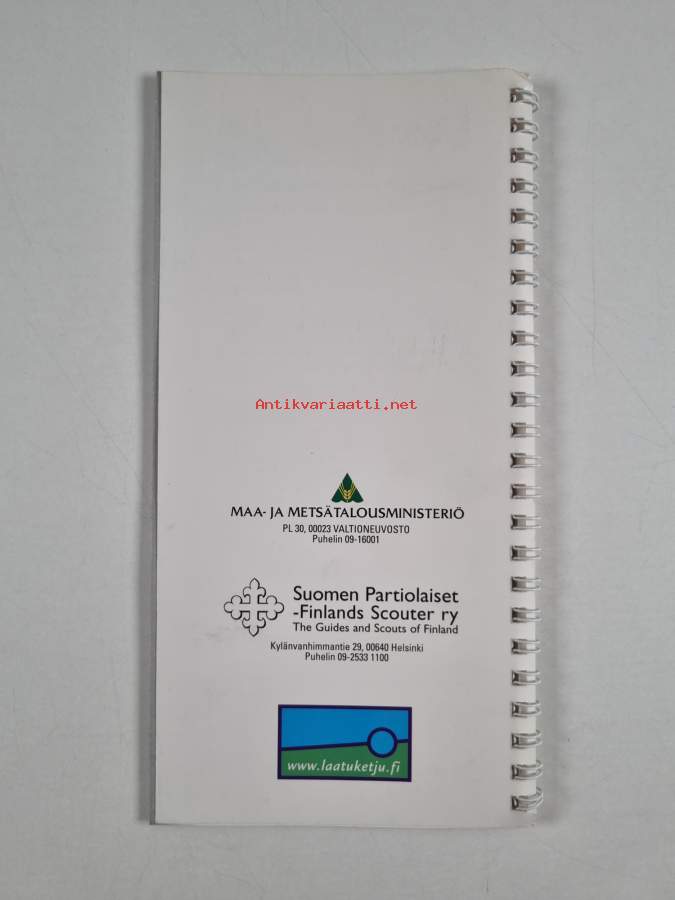 Antikvariaatti.net
MAA- JA METSÄTALOUSMINISTERIÖ
PL 30, 00023 VALTIONEUVOSTO
Puhelin 09-16001
Suomen Partiolaiset
-Finlands Scouter ry
The Guides and Scouts of Finland
Kylänvanhimmantie 29, 00640 Helsinki
Puhelin 09-2533 1100
www.laatuketju.fi